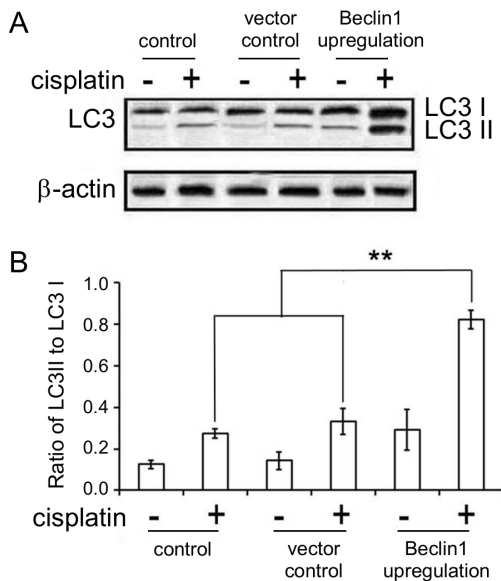 A
control
vector
control
Beclin1
upregulation
cisplatin - + - + - +
LC3
LC3 I
LC3 II
β-actin
B
**
Ratio of LC3II to LC3 I
1.0
0.8
0.6
0.4
0.2
0.0
cisplatin - + - + - +
control
vector
control
Beclin1
upregulation